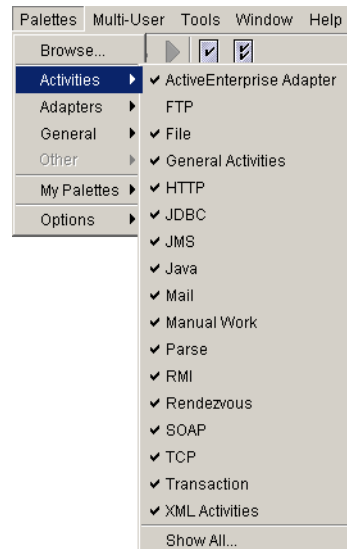 Palettes Multi-User Tools Window Help
Browse...
Activities
Adapters
General
Other
My Palettes
Options
ActiveEnterprise Adapter
FTP
File
General Activities
HTTP
JDBC
JMS
Java
Mail
Manual Work
Parse
RMI
Rendezvous
SOAP
TCP
Transaction
XML Activities
Show All...